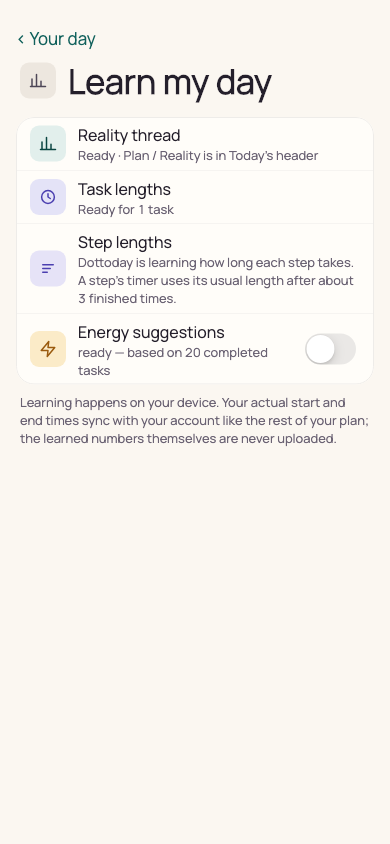 ‹ Your day
Learn my day
Reality thread
Ready · Plan / Reality is in Today's header
Task lengths
Ready for 1 task
Step lengths
Dottoday is learning how long each step takes.
A step's timer uses its usual length after about
3 finished times.
Energy suggestions
ready — based on 20 completed
tasks
Learning happens on your device. Your actual start and
end times sync with your account like the rest of your plan;
the learned numbers themselves are never uploaded.